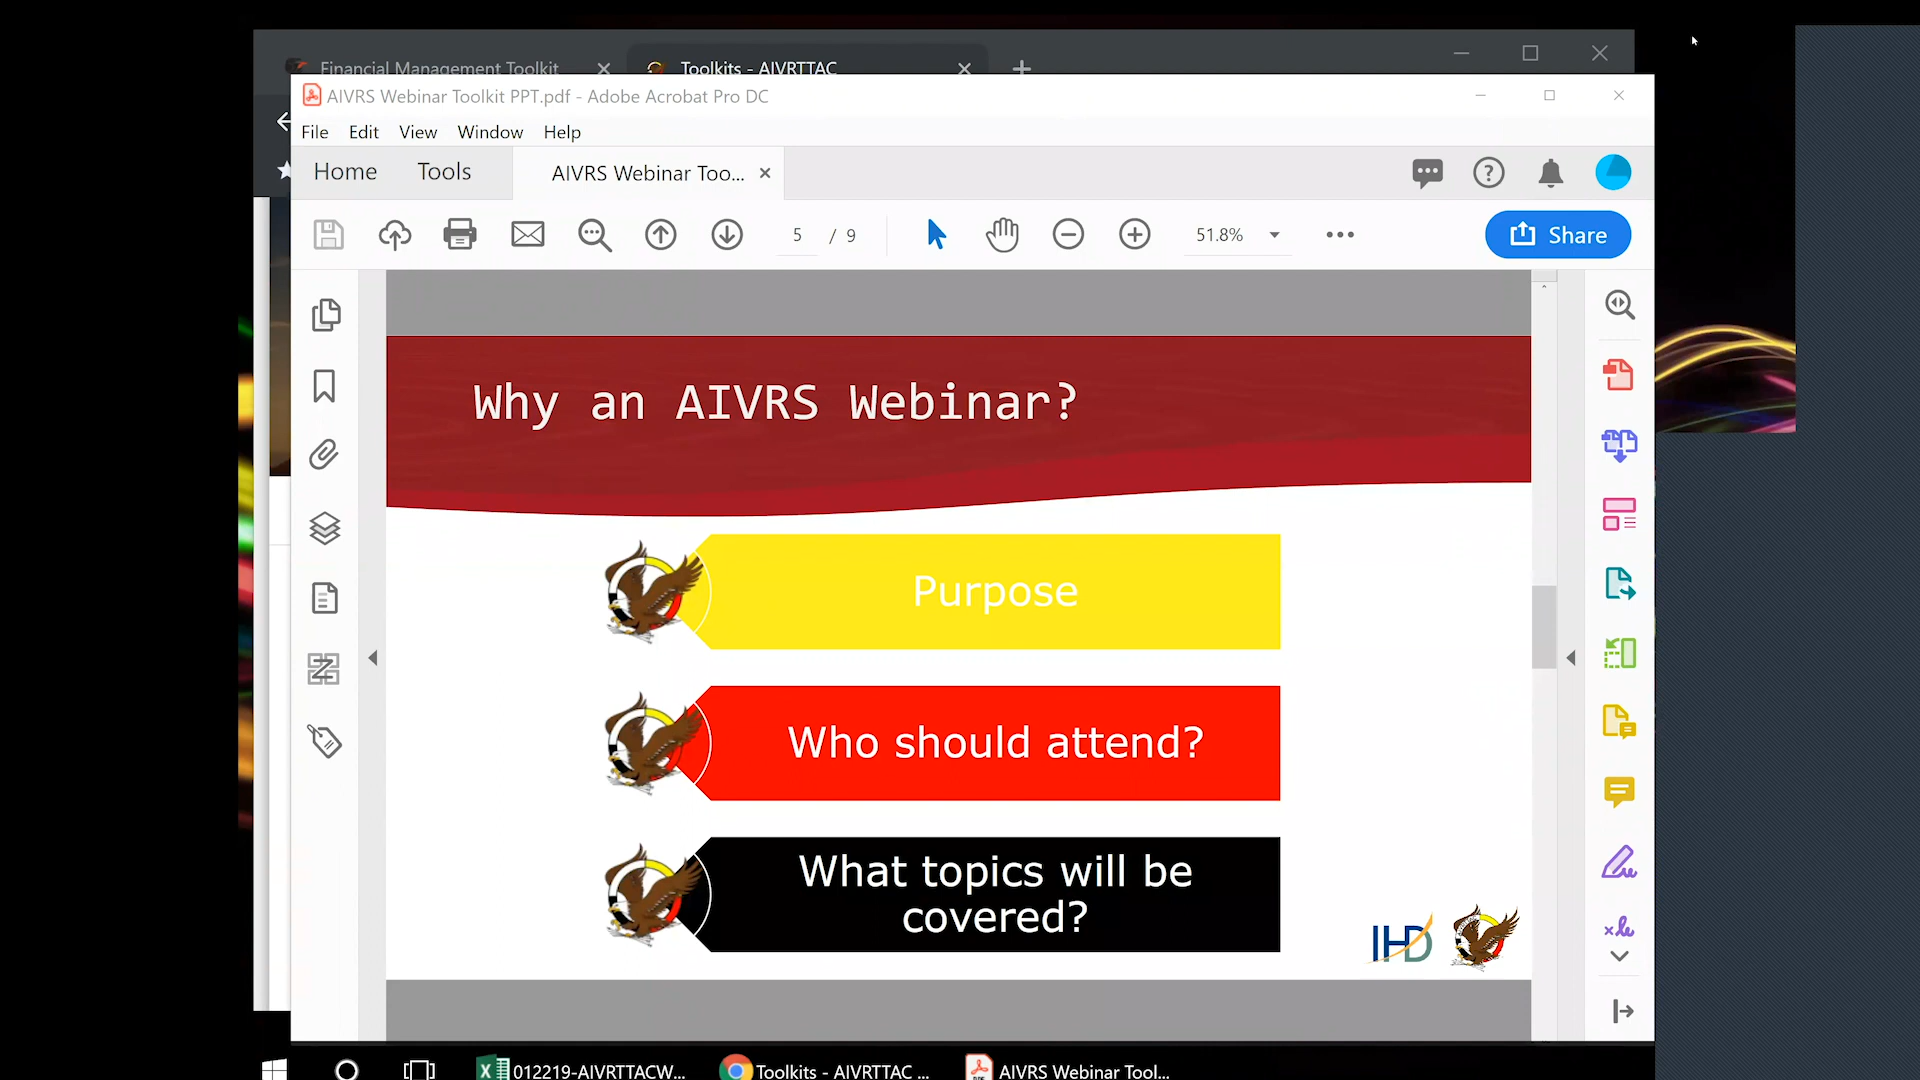 Financial Management Toolkit
Toolkits - AIVRTTAC
AIVRS Webinar Toolkit PPT.pdf - Adobe Acrobat Pro DC
File Edit View Window Help
Home Tools AIVRS Webinar Too...
5 / 9 51.8% Share
Why an AIVRS Webinar?
Purpose
Who should attend?
What topics will be
covered?
IHD
012219-AIVRTTACW... Toolkits - AIVRTTAC ... AIVRS Webinar Tool...